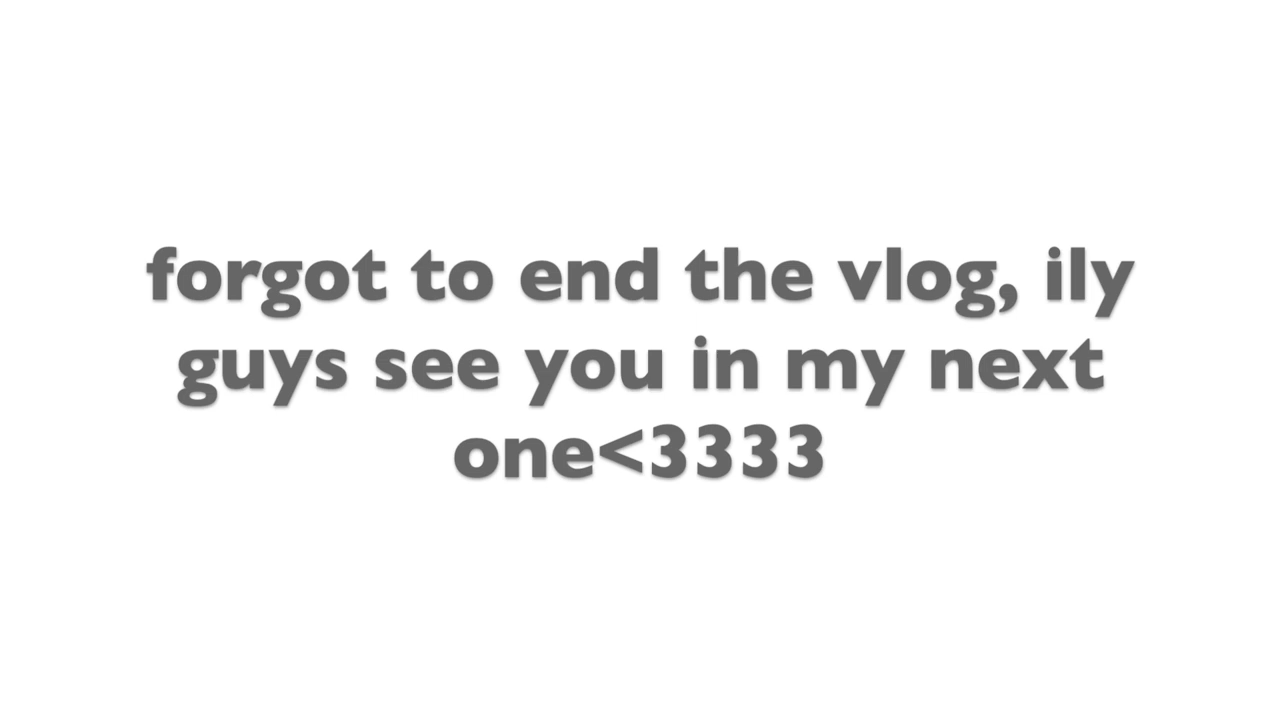 forgot to end the vlog, ily
guys see you in my next
one<3333